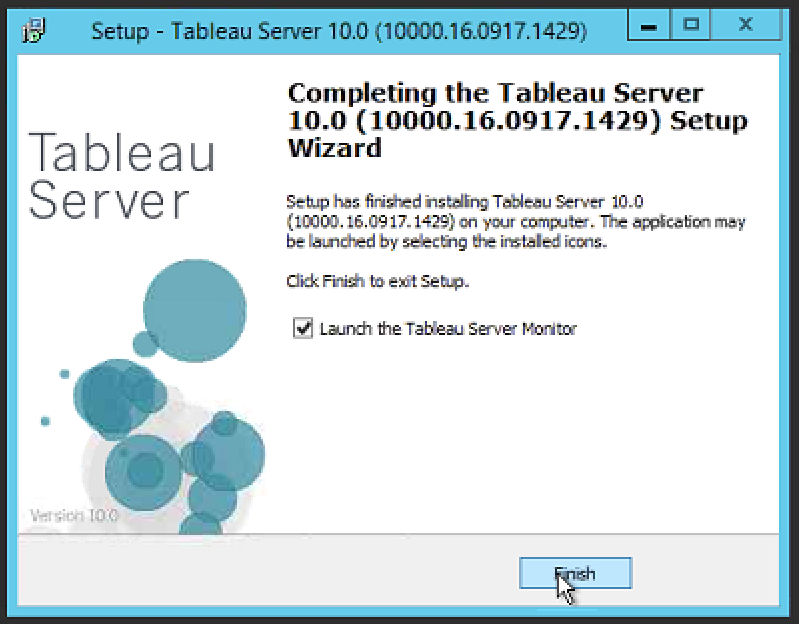 Setup - Tableau Server 10.0 (10000.16.0917.1429)
Tableau
Server
Completing the Tableau Server
10.0 (10000.16.0917.1429) Setup
Wizard
Setup has finished installing Tableau Server 10.0
(10000.16.0917.1429) on your computer. The application may
be launched by selecting the installed icons.
Click Finish to exit Setup.
Launch the Tableau Server Monitor
Version 10.0
Finish